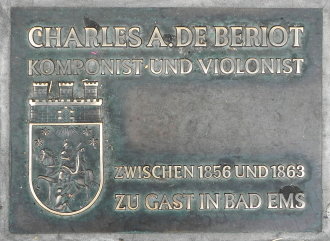 CHARLES A. DE BERIOT
KOMPONIST UND VIOLONIST
ZWISCHEN 1856 UND 1863
ZU GAST IN BAD EMS